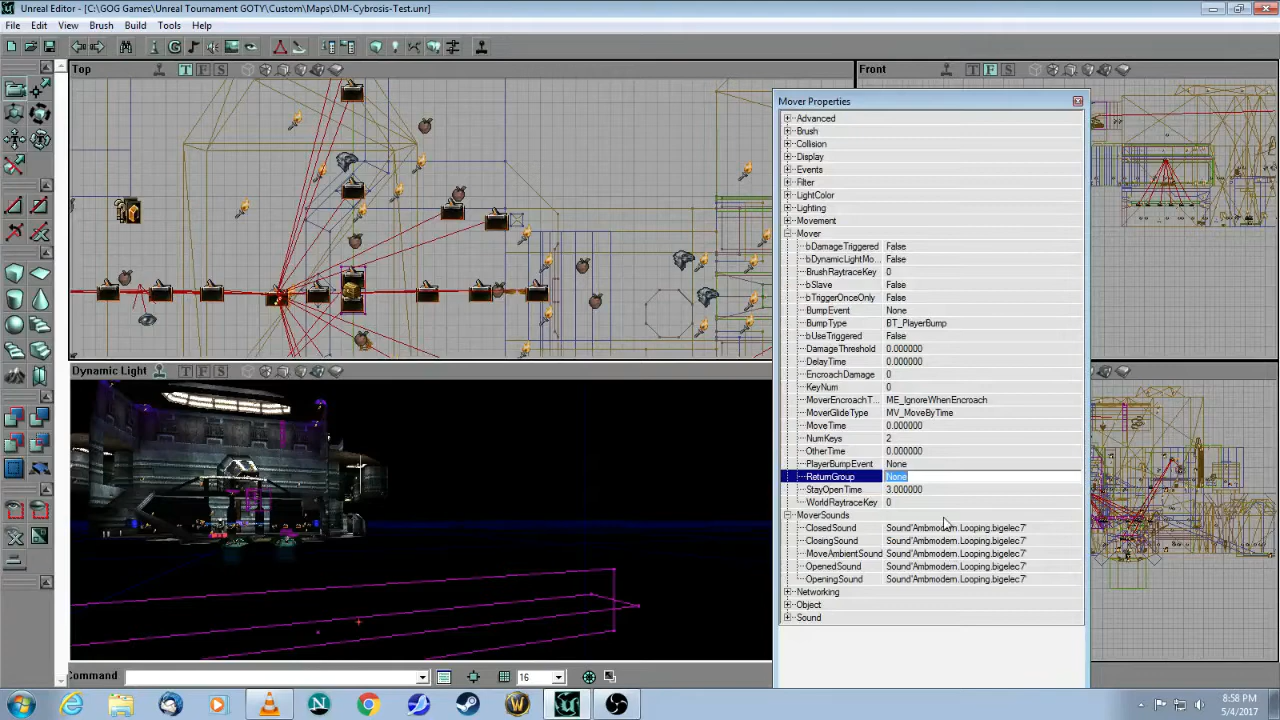 Unreal Editor - [C:\GOG Games\Unreal Tournament GOTY\Custom\Maps\DM-Cybrosis-Test.unr]
File Edit View Brush Build Tools Help
Top T F S
Front T F S
Mover Properties
Advanced
Brush
Collision
Display
Events
Filter
LightColor
Lighting
Movement
Mover
bDamageTriggered False
bDynamicLightMo... False
BrushRaytraceKey 0
bSlave False
bTriggerOnceOnly False
BumpEvent None
BumpType BT_PlayerBump
bUseTriggered False
DamageThreshold 0.000000
DelayTime 0.000000
EncroachDamage 0
KeyNum 0
MoverEncroachT... ME_IgnoreWhenEncroach
MoverGlideType MV_MoveByTime
MoveTime 0.000000
NumKeys 2
OtherTime 0.000000
PlayerBumpEvent None
ReturnGroup None
StayOpenTime 3.000000
WorldRaytraceKey 0
MoverSounds
ClosedSound Sound'Ambmodern.Looping.bigelec7'
ClosingSound Sound'Ambmodern.Looping.bigelec7'
MoveAmbientSound Sound'Ambmodern.Looping.bigelec7'
OpenedSound Sound'Ambmodern.Looping.bigelec7'
OpeningSound Sound'Ambmodern.Looping.bigelec7'
Networking
Object
Sound
Dynamic Light T F S
Command 16
8:58 PM
5/4/2017